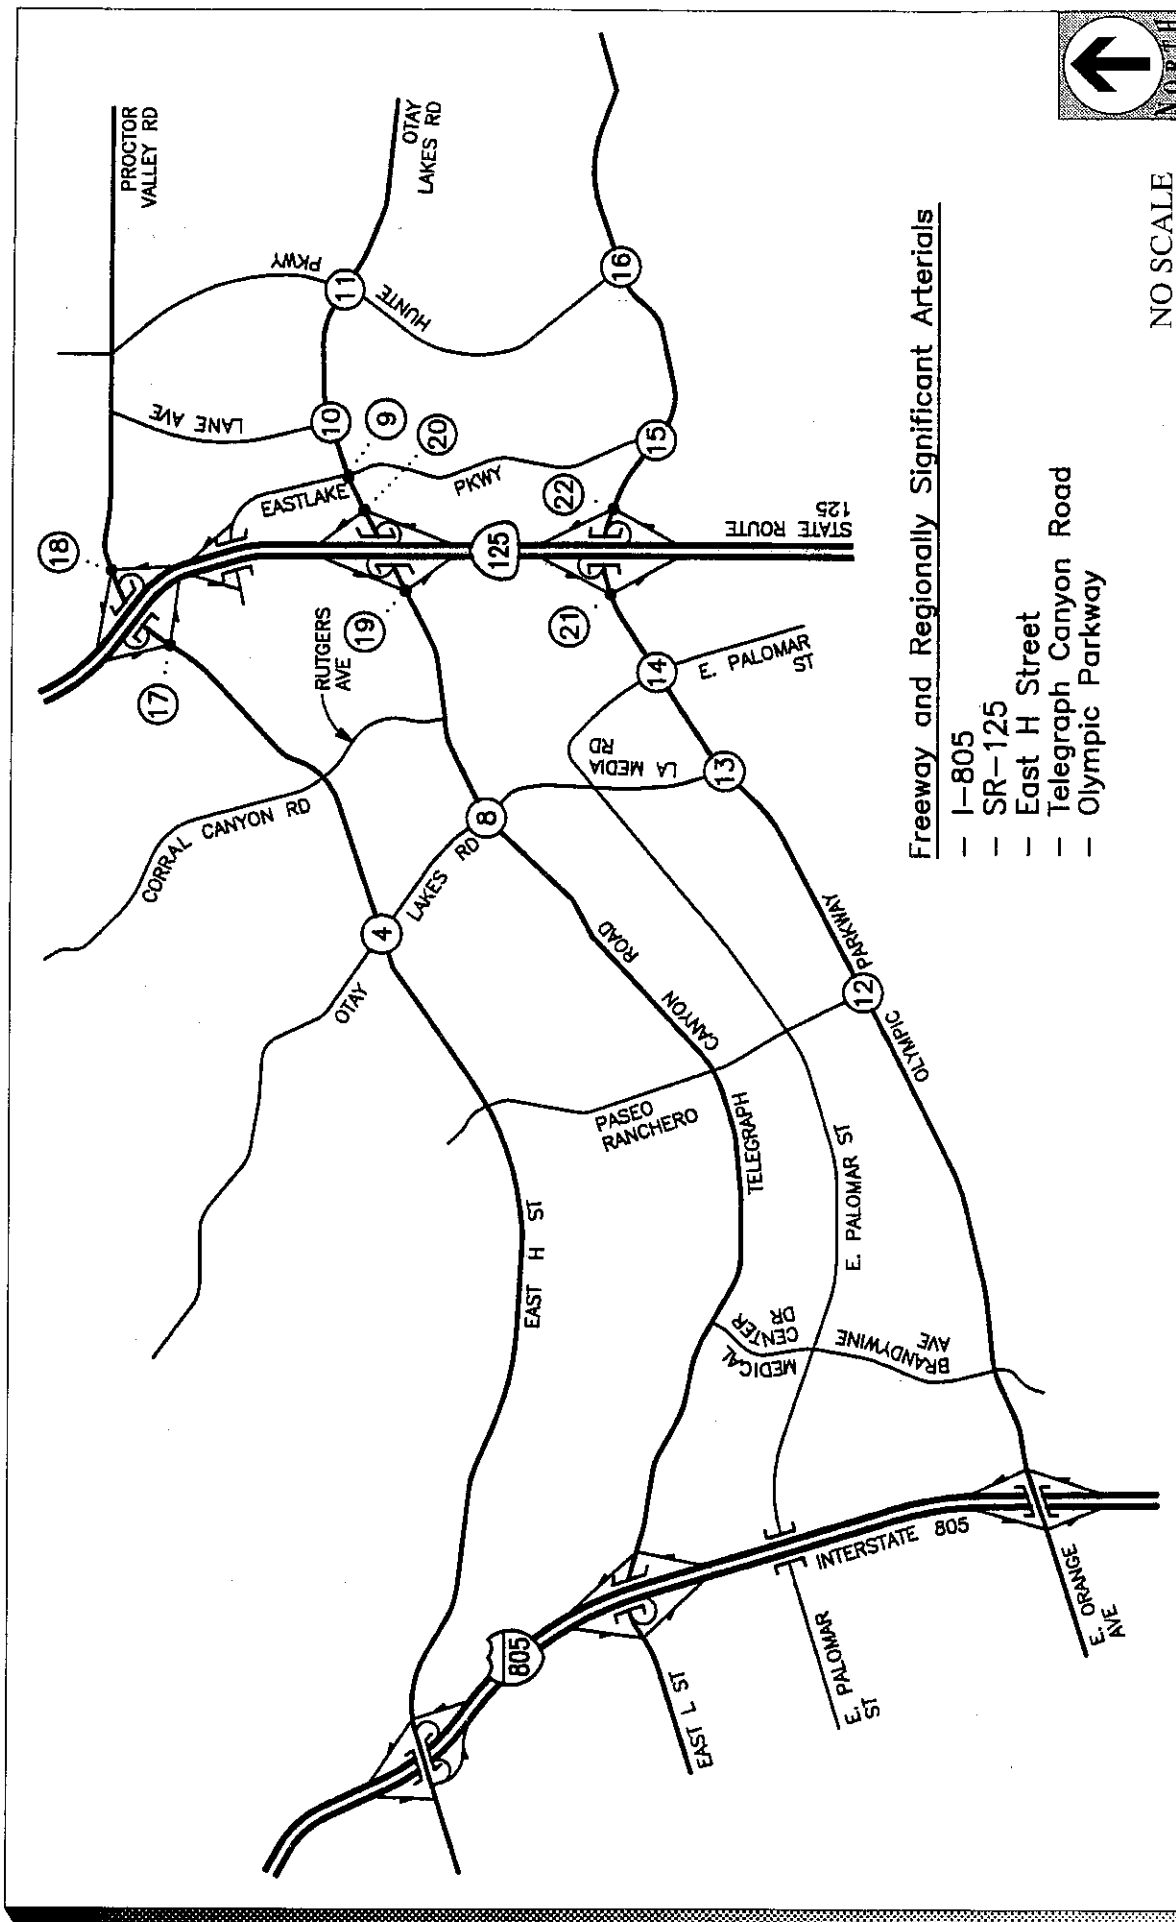 PROCTOR
VALLEY RD
OTAY
LAKES RD
HUNTE
PKWY
LANE AVE
EASTLAKE
PKWY
STATE ROUTE
125
125
RUTGERS
AVE
CORRAL CANYON RD
OTAY
LAKES RD
LA MEDIA
RD
E. PALOMAR
ST
EAST H ST
PASEO
RANCHERO
TELEGRAPH
CANYON
ROAD
E. PALOMAR ST
OLYMPIC
PARKWAY
MEDICAL
CENTER
DR
BRANDYWINE
AVE
805
INTERSTATE 805
EAST L ST
E. PALOMAR
ST
E. ORANGE
AVE
4
8
9
10
11
12
13
14
15
16
17
18
19
20
21
22
Freeway and Regionally Significant Arterials
- I-805
- SR-125
- East H Street
- Telegraph Canyon Road
- Olympic Parkway
NO SCALE
NORTH